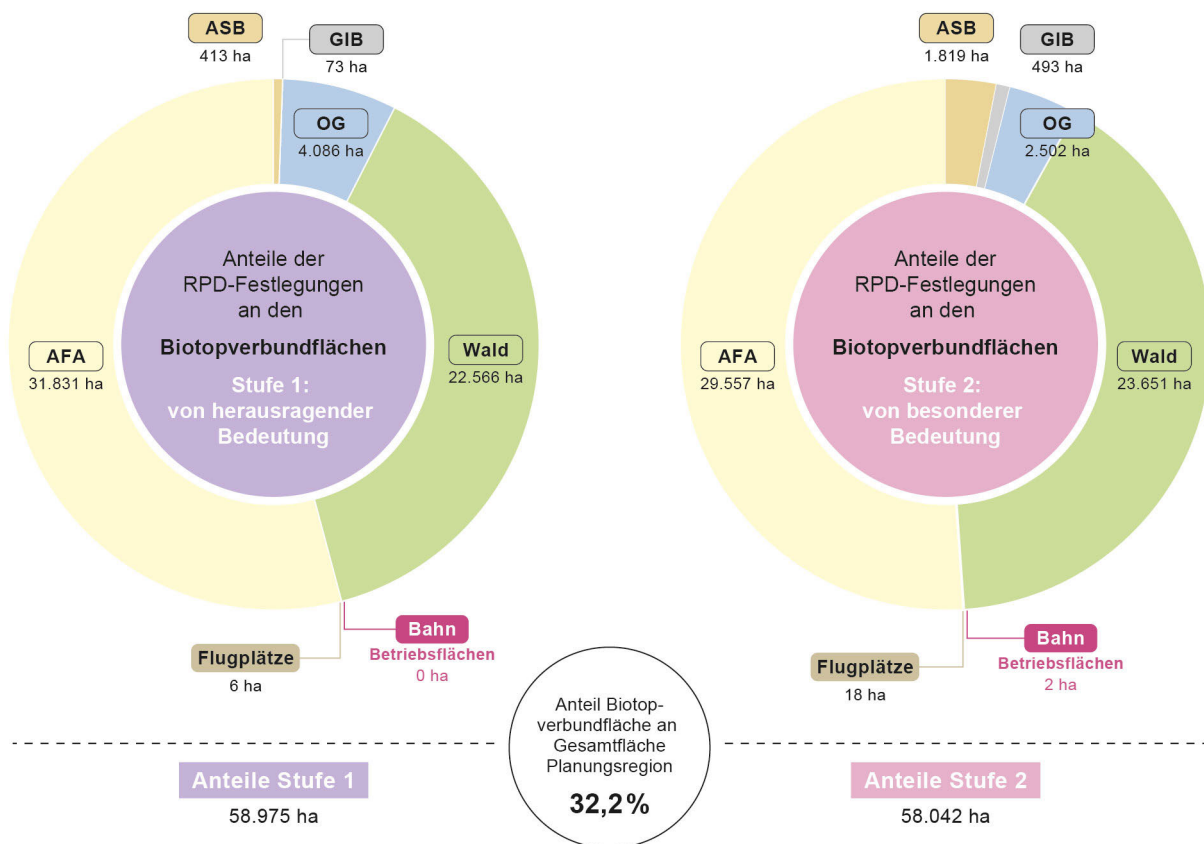 ASB
413 ha
GIB
73 ha
OG
4.086 ha
Wald
22.566 ha
AFA
31.831 ha
Anteile der
RPD-Festlegungen
an den
Biotopverbundflächen
Stufe 1:
von herausragender
Bedeutung
Flugplätze
6 ha
Bahn
Betriebsflächen
0 ha
ASB
1.819 ha
GIB
493 ha
OG
2.502 ha
Wald
23.651 ha
AFA
29.557 ha
Anteile der
RPD-Festlegungen
an den
Biotopverbundflächen
Stufe 2:
von besonderer
Bedeutung
Flugplätze
18 ha
Bahn
Betriebsflächen
2 ha
Anteil Biotop-
verbundfläche an
Gesamtfläche
Planungsregion
32,2 %
Anteile Stufe 1
58.975 ha
Anteile Stufe 2
58.042 ha